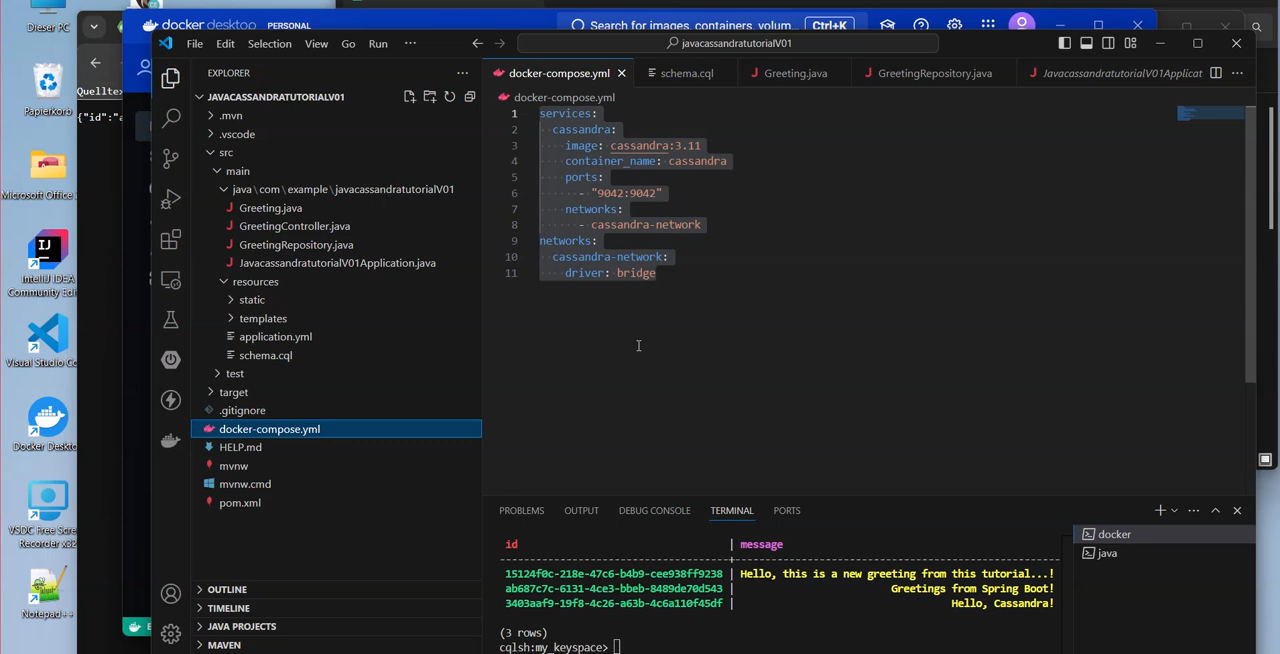 Dieser PC
docker desktop PERSONAL
Search for images, containers, volum
Ctrl+K
File Edit Selection View Go Run ···
javacassandratutorialV01
Papierkorb
Microsoft Office
IJ
IntelliJ IDEA
Community Edi
Visual Studio Co
Docker Deskto
VSDC Free Scre
Recorder x32
Notepad++
Quelltex
{"id":"a
EXPLORER
JAVACASSANDRATUTORIALV01
.mvn
.vscode
src
main
java\com\example\javacassandratutorialV01
Greeting.java
GreetingController.java
GreetingRepository.java
JavacassandratutorialV01Application.java
resources
static
templates
application.yml
schema.cql
test
target
.gitignore
docker-compose.yml
HELP.md
mvnw
mvnw.cmd
pom.xml
OUTLINE
TIMELINE
JAVA PROJECTS
MAVEN
docker-compose.yml schema.cql Greeting.java GreetingRepository.java JavacassandratutorialV01Applicat
docker-compose.yml
1 services:
2 cassandra:
3 image: cassandra:3.11
4 container_name: cassandra
5 ports:
6 - "9042:9042"
7 networks:
8 - cassandra-network
9 networks:
10 cassandra-network:
11 driver: bridge
PROBLEMS OUTPUT DEBUG CONSOLE TERMINAL PORTS
id | message
15124f0c-218e-47c6-b4b9-cee938ff9238 | Hello, this is a new greeting from this tutorial...!
ab687c7c-6131-4ce3-bbeb-8489de70d543 | Greetings from Spring Boot!
3403aaf9-19f8-4c26-a63b-4c6a110f45df | Hello, Cassandra!
(3 rows)
cqlsh:my_keyspace>
docker
java